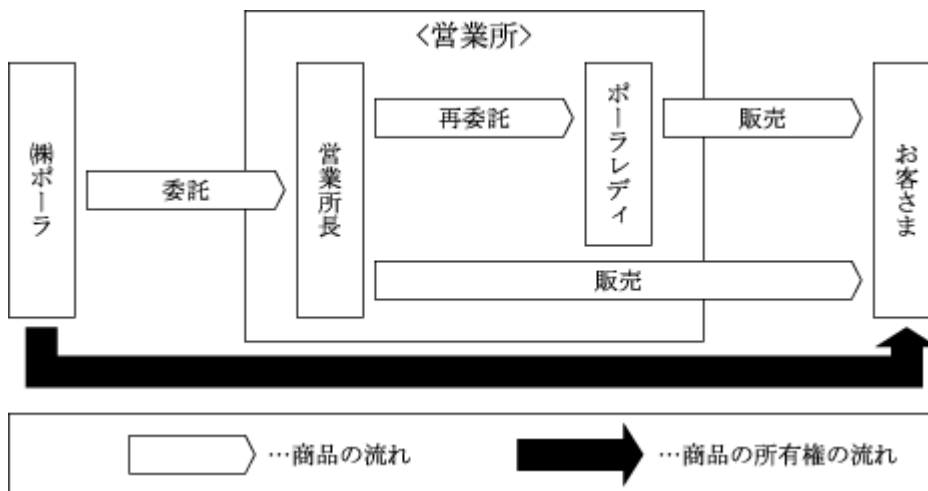 <営業所>
㈱ポーラ
委託
営業所長
再委託
ポーラレディ
販売
販売
お客さま
…商品の流れ
…商品の所有権の流れ